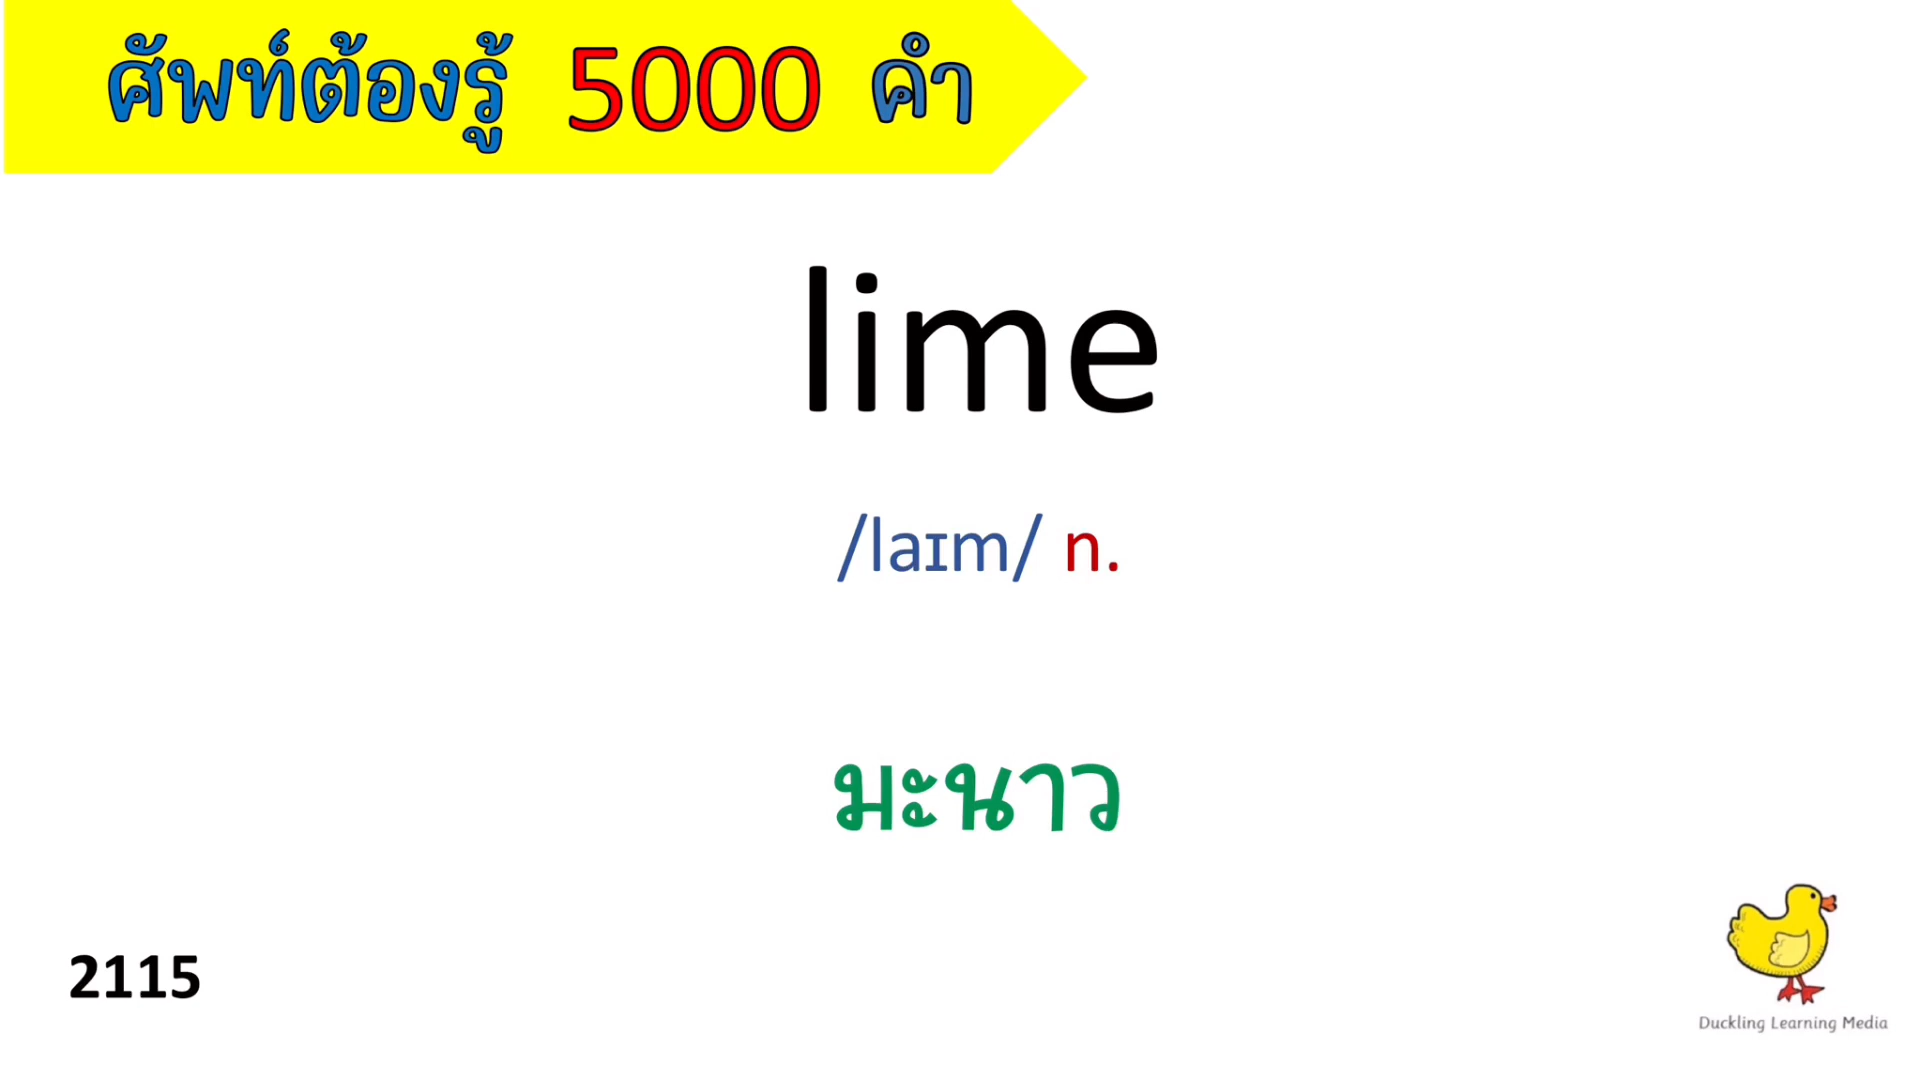 ศัพท์ต้องรู้ 5000 คำ
lime
/laɪm/ n.
มะนาว
2115
Duckling Learning Media